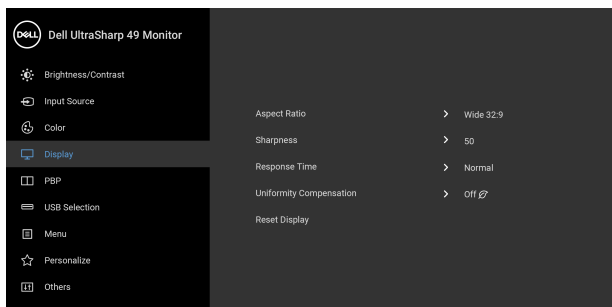 DELL Dell UltraSharp 49 Monitor
Brightness/Contrast
Input Source
Color
Display
PBP
USB Selection
Menu
Personalize
Others
Aspect Ratio > Wide 32:9
Sharpness > 50
Response Time > Normal
Uniformity Compensation > Off
Reset Display